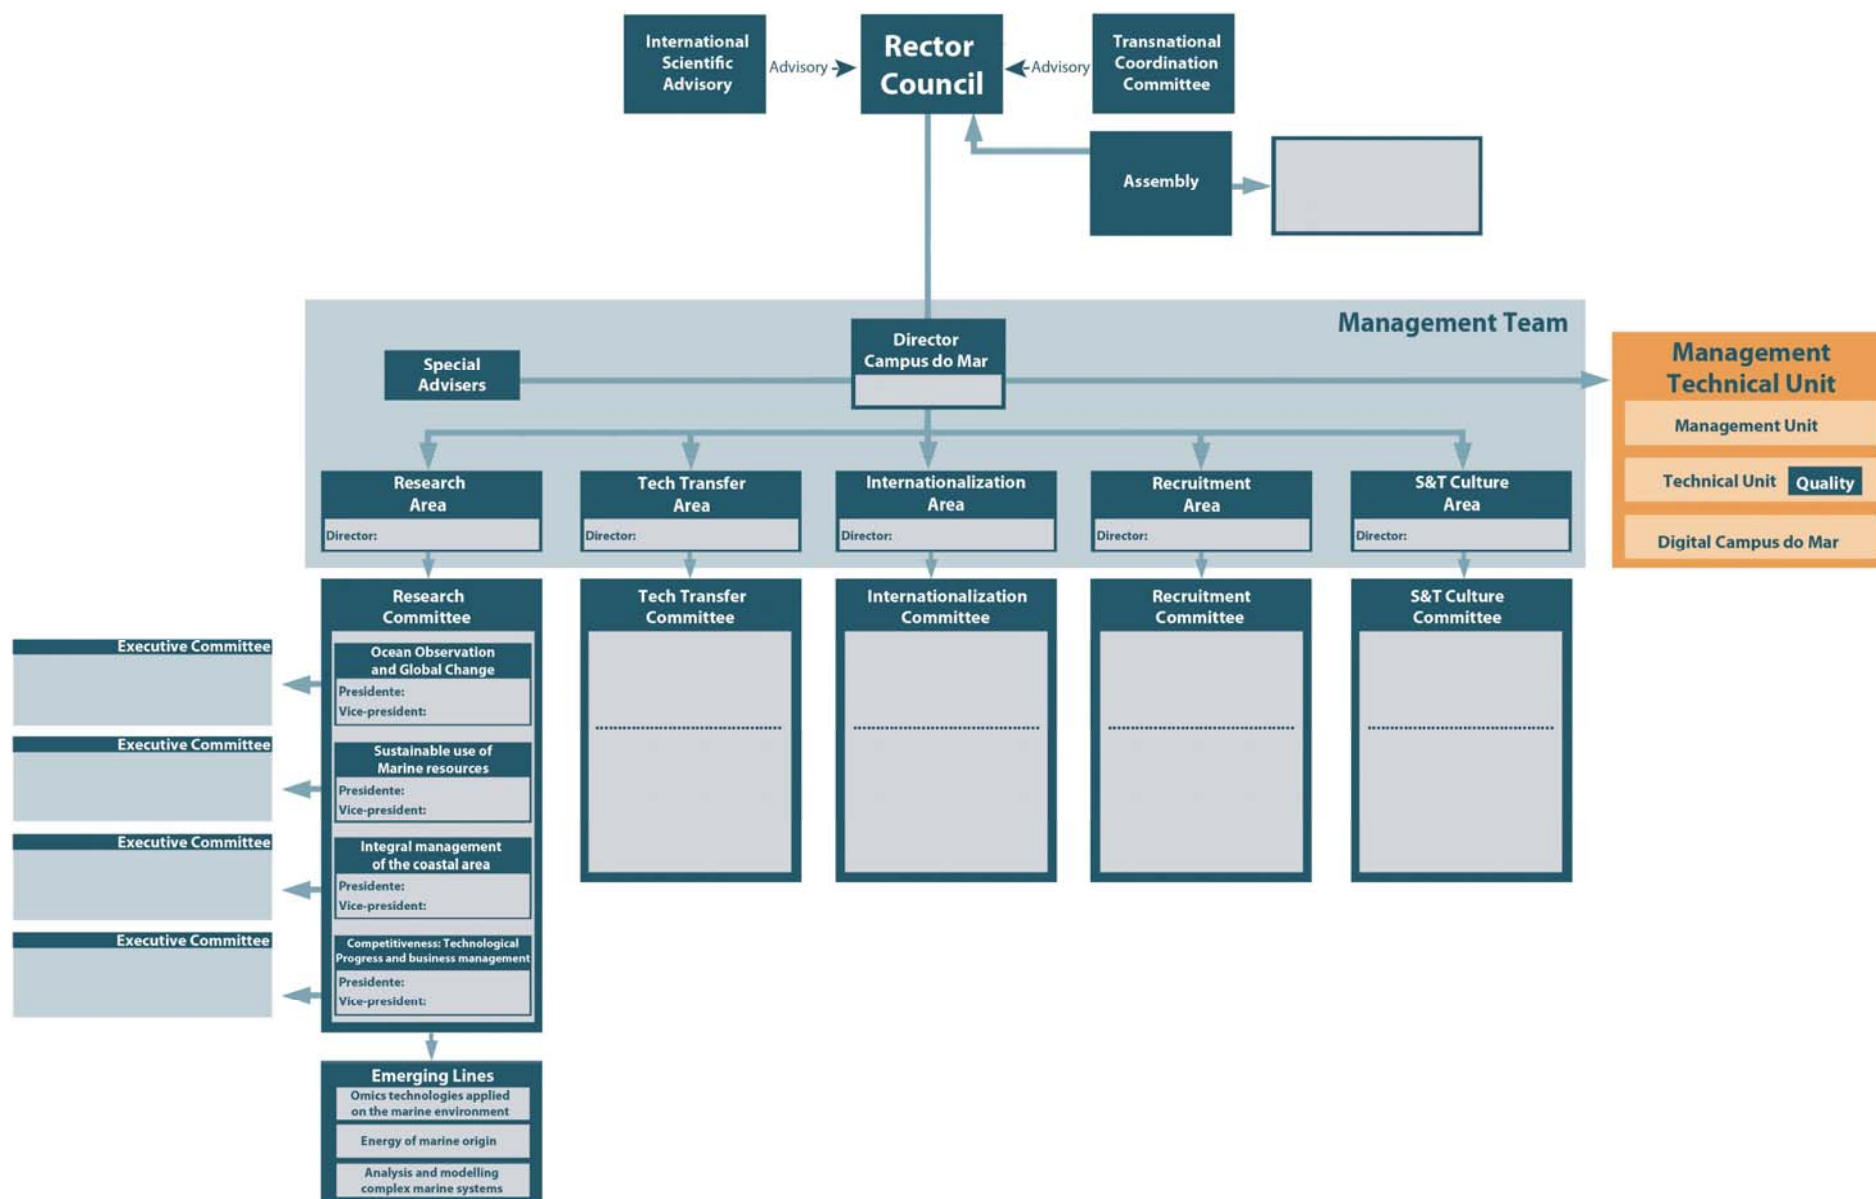 International
Scientific
Advisory
Advisory
Rector
Council
Advisory
Transnational
Coordination
Committee
Assembly
Management Team
Director
Campus do Mar
Special
Advisers
Management
Technical Unit
Management Unit
Technical Unit
Quality
Digital Campus do Mar
Research
Area
Director:
Tech Transfer
Area
Director:
Internationalization
Area
Director:
Recruitment
Area
Director:
S&T Culture
Area
Director:
Research
Committee
Tech Transfer
Committee
Internationalization
Committee
Recruitment
Committee
S&T Culture
Committee
Executive Committee
Ocean Observation
and Global Change
Presidente:
Vice-president:
Executive Committee
Sustainable use of
Marine resources
Presidente:
Vice-president:
Executive Committee
Integral management
of the coastal area
Presidente:
Vice-president:
Executive Committee
Competitiveness: Technological
Progress and business management
Presidente:
Vice-president:
Emerging Lines
Omics technologies applied
on the marine environment
Energy of marine origin
Analysis and modelling
complex marine systems